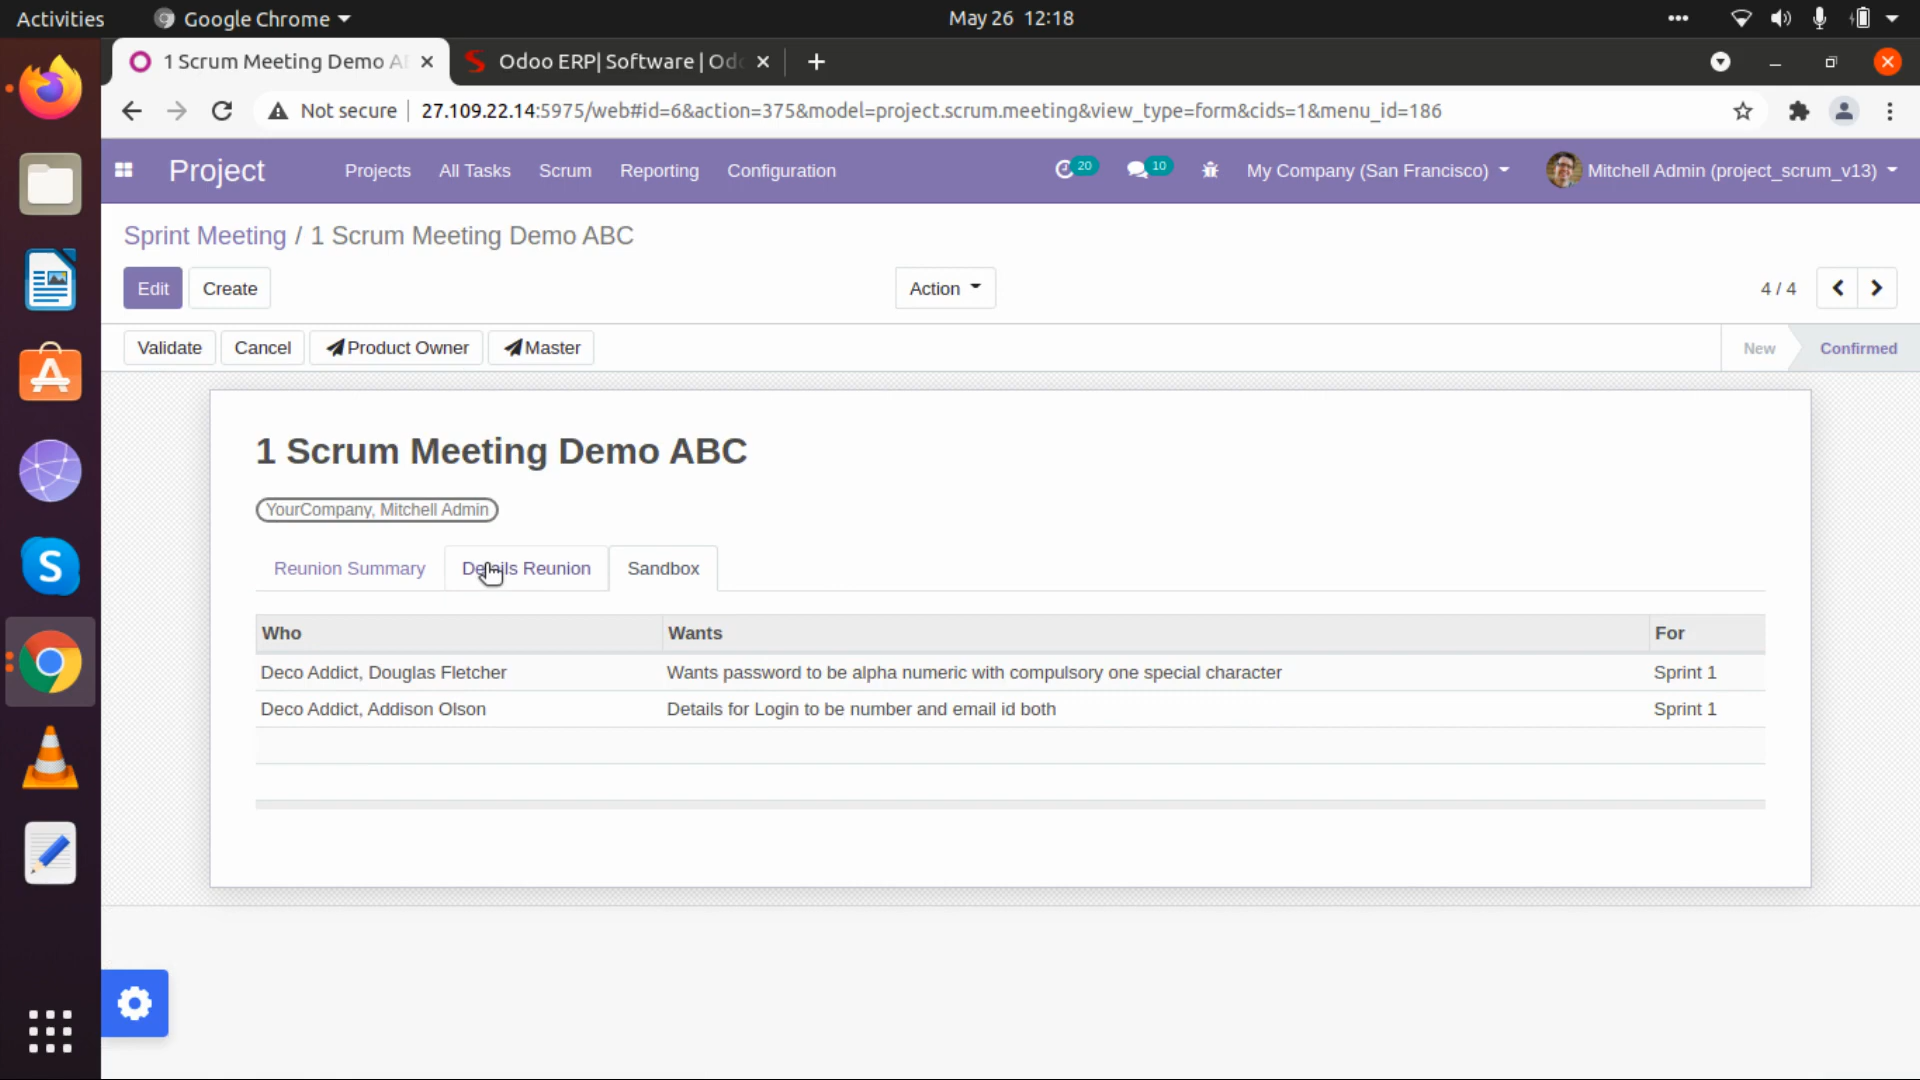 Activities Google Chrome May 26 12:18
1 Scrum Meeting Demo AB Odoo ERP| Software | Odo
Not secure 27.109.22.14:5975/web#id=6&action=375&model=project.scrum.meeting&view_type=form&cids=1&menu_id=186
Project Projects All Tasks Scrum Reporting Configuration 20 10 My Company (San Francisco) Mitchell Admin (project_scrum_v13)
Sprint Meeting / 1 Scrum Meeting Demo ABC
Edit Create Action 4 / 4
Validate Cancel Product Owner Master New Confirmed
1 Scrum Meeting Demo ABC
YourCompany, Mitchell Admin
Reunion Summary Details Reunion Sandbox
Who Wants For
Deco Addict, Douglas Fletcher Wants password to be alpha numeric with compulsory one special character Sprint 1
Deco Addict, Addison Olson Details for Login to be number and email id both Sprint 1